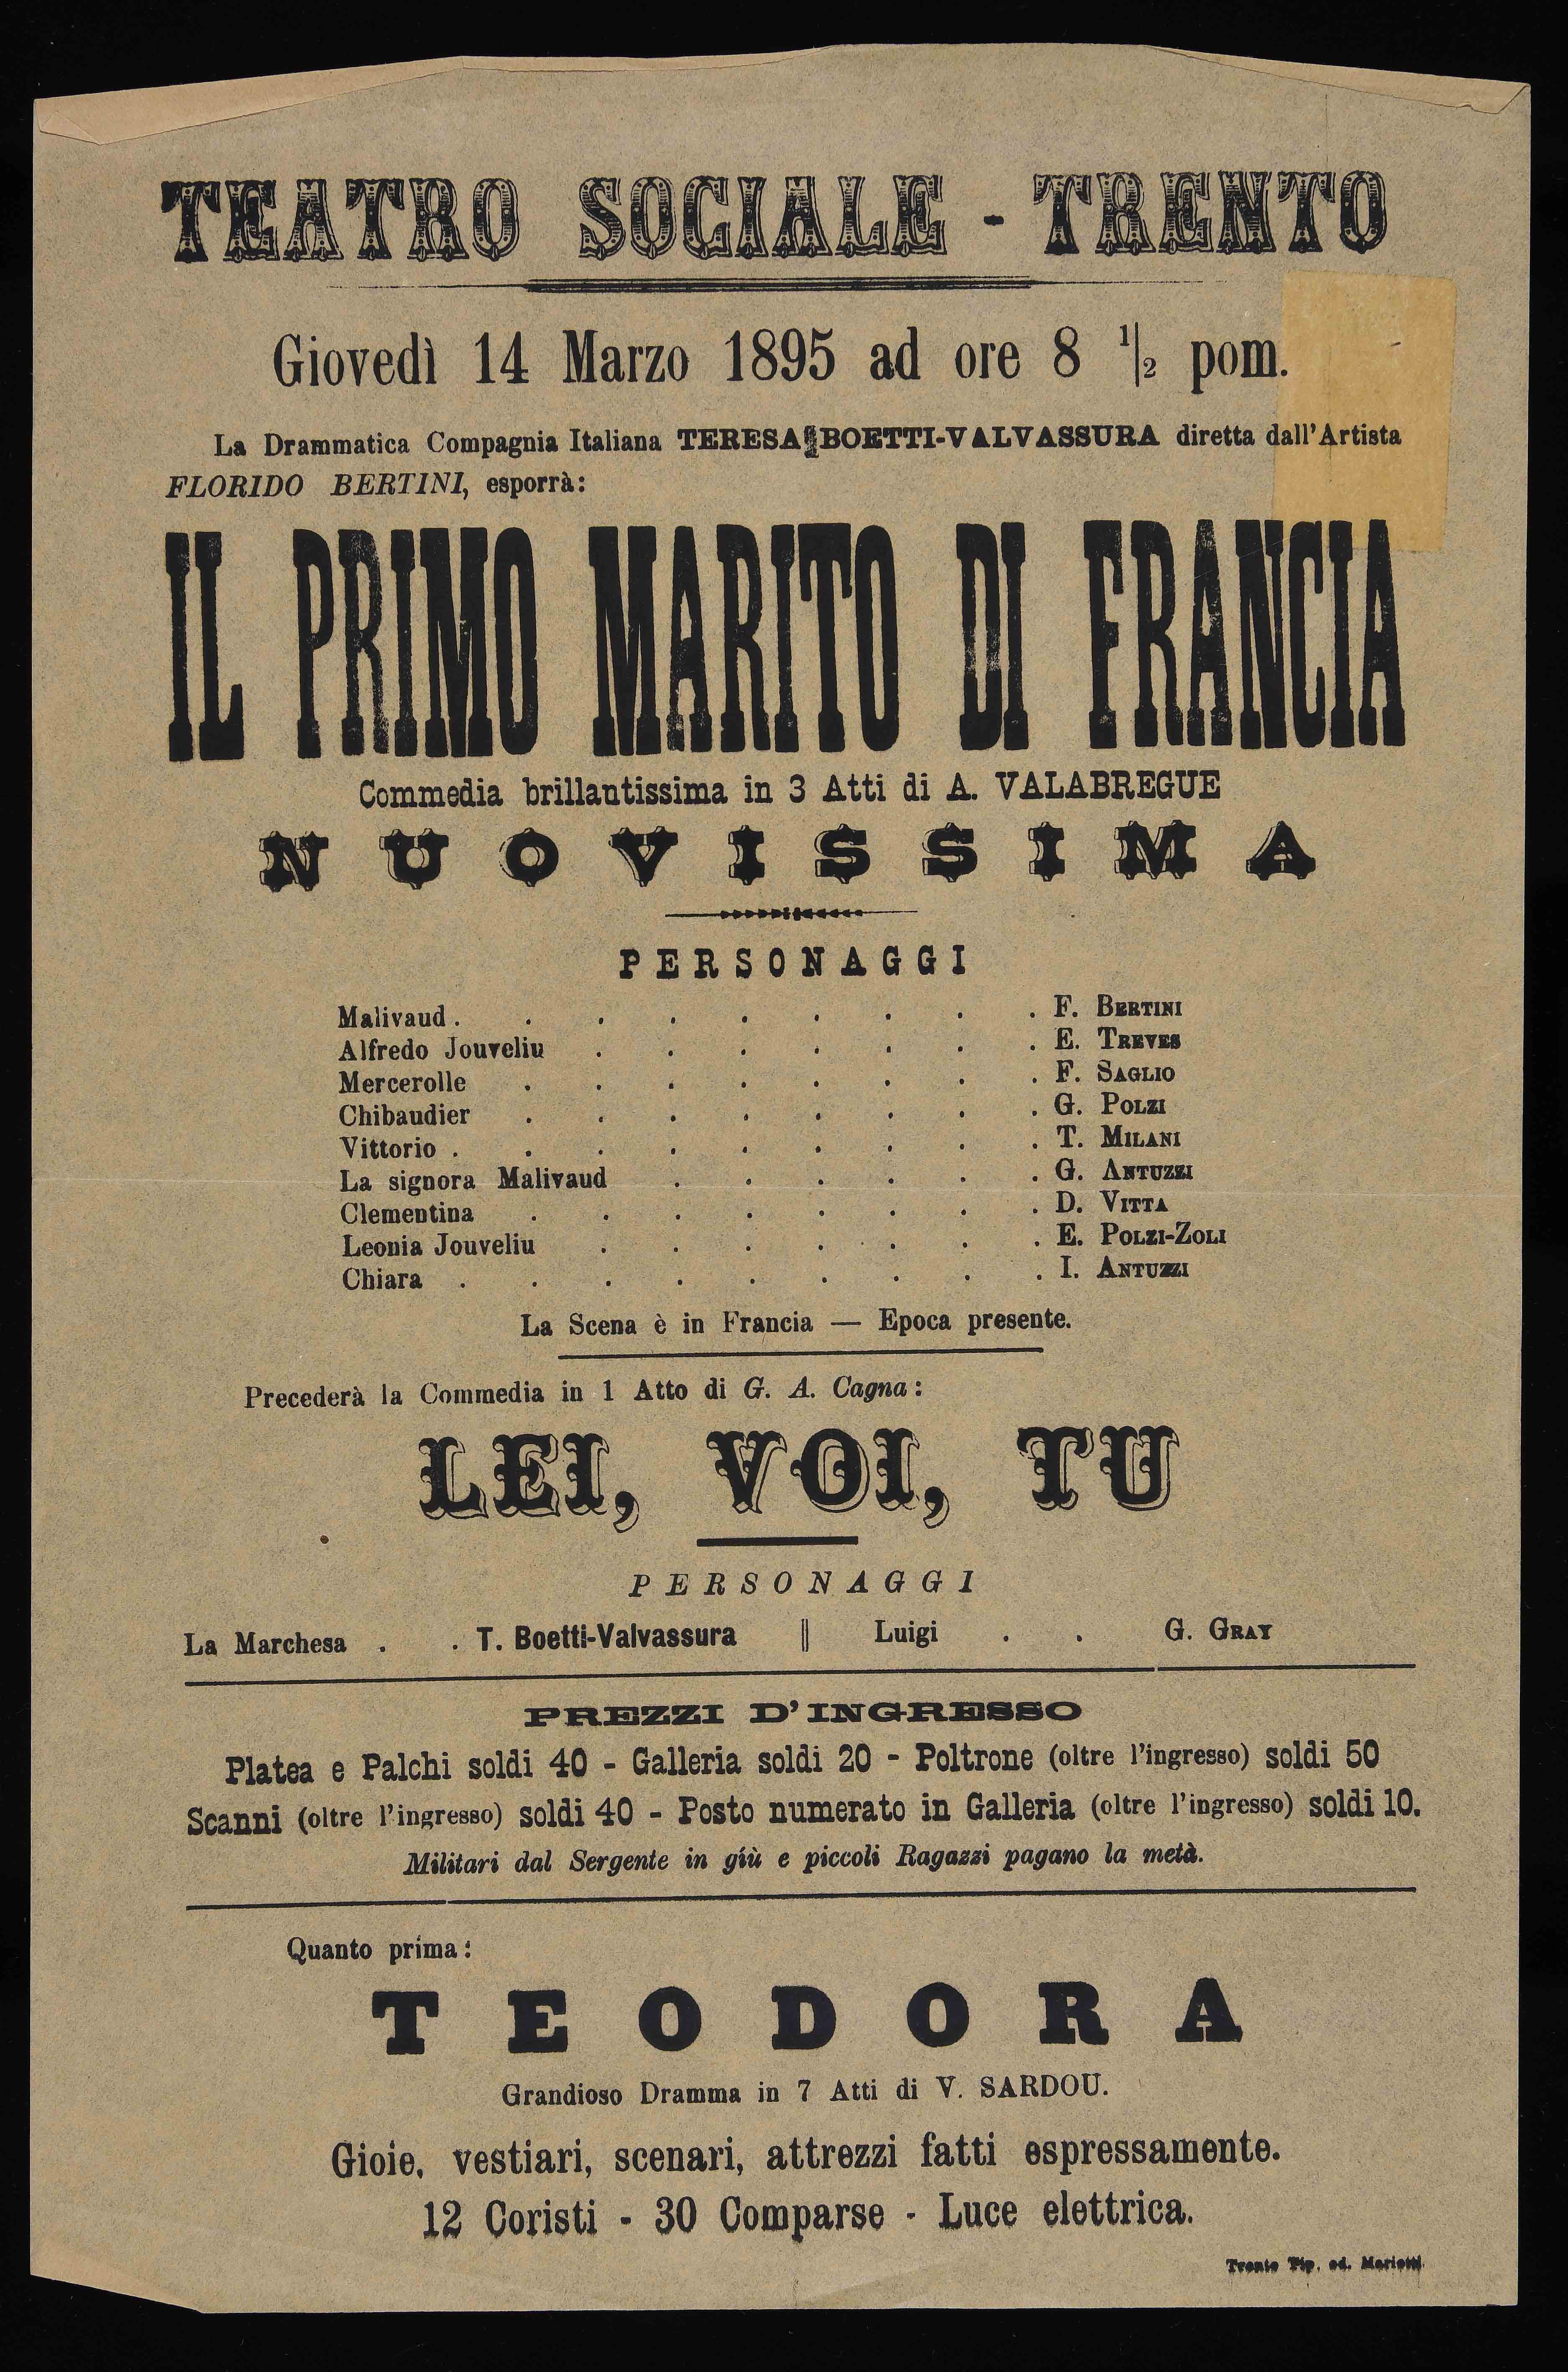 TEATRO SOCIALE - TRENTO
Giovedì 14 Marzo 1895 ad ore 8 1/2 pom.
La Drammatica Compagnia Italiana TERESA BOETTI-VALVASSURA diretta dall'Artista
FLORIDO BERTINI, esporrà:
IL PRIMO MARITO DI FRANCIA
Commedia brillantissima in 3 Atti di A. VALABREGUE
NUOVISSIMA
PERSONAGGI
Malivaud . . . . . . . . . F. BERTINI
Alfredo Jouveliu . . . . . . . E. TREVES
Mercerolle . . . . . . . . F. SAGLIO
Chibaudier . . . . . . . . G. POLZI
Vittorio . . . . . . . . . T. MILANI
La signora Malivaud . . . . . . G. ANTUZZI
Clementina . . . . . . . . D. VITTA
Leonia Jouveliu . . . . . . . E. POLZI-ZOLI
Chiara . . . . . . . . . I. ANTUZZI
La Scena è in Francia — Epoca presente.
Precederà la Commedia in 1 Atto di G. A. Cagna:
LEI, VOI, TU
PERSONAGGI
La Marchesa . . T. Boetti-Valvassura || Luigi . . G. GRAY
PREZZI D'INGRESSO
Platea e Palchi soldi 40 - Galleria soldi 20 - Poltrone (oltre l'ingresso) soldi 50
Scanni (oltre l'ingresso) soldi 40 - Posto numerato in Galleria (oltre l'ingresso) soldi 10.
Militari dal Sergente in giù e piccoli Ragazzi pagano la metà.
Quanto prima:
TEODORA
Grandioso Dramma in 7 Atti di V. SARDOU.
Gioie, vestiari, scenari, attrezzi fatti espressamente.
12 Coristi - 30 Comparse - Luce elettrica.
Trento Tip. ed. Marietti